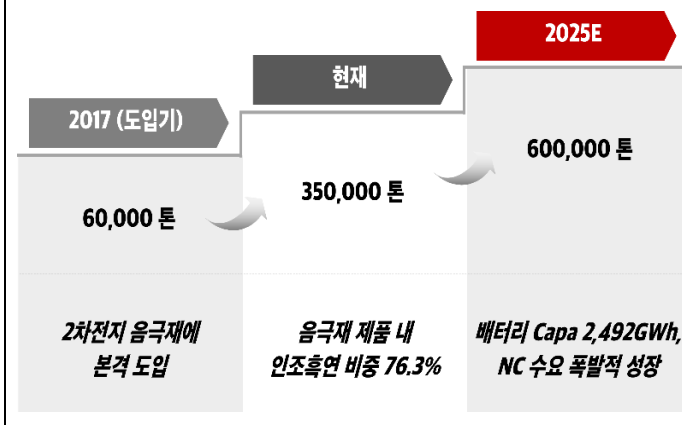 2017 (도입기)
60,000 톤
2차전지 음극재에
본격 도입
현재
350,000 톤
음극재 제품 내
인조흑연 비중 76.3%
2025E
600,000 톤
배터리 Capa 2,492GWh,
NC 수요 폭발적 성장